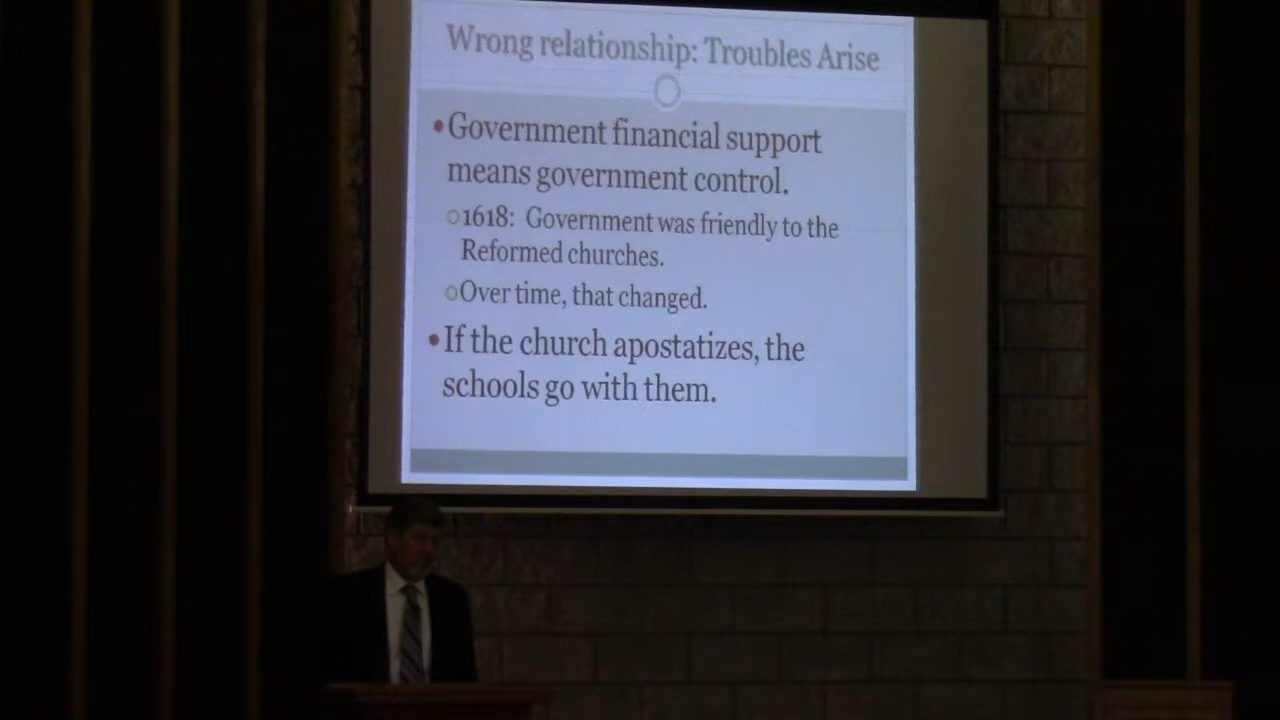 Wrong relationship: Troubles Arise
•Government financial support
means government control.
○1618: Government was friendly to the
Reformed churches.
○Over time, that changed.
•If the church apostatizes, the
schools go with them.